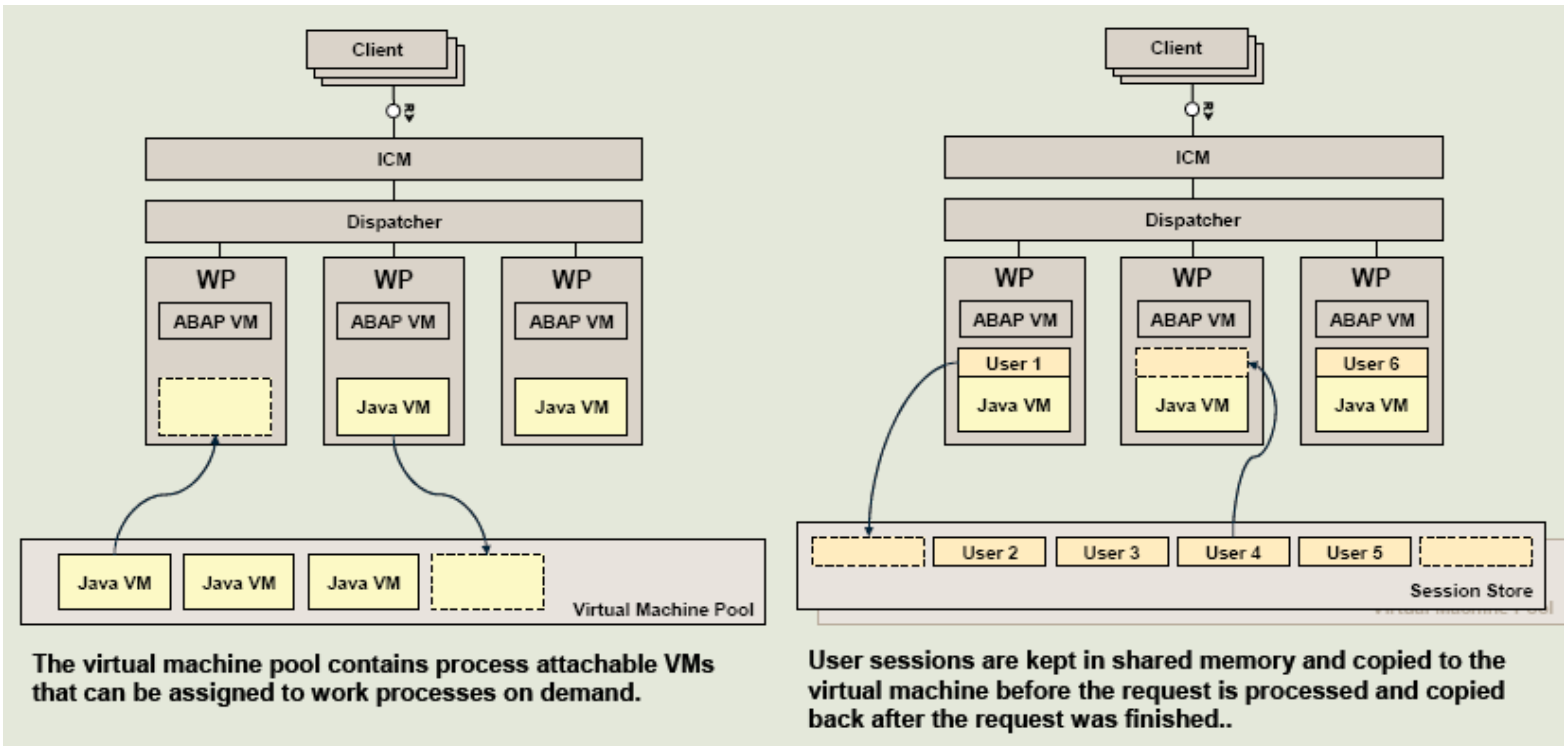 Client
R
ICM
Dispatcher
WP
WP
WP
ABAP VM
ABAP VM
ABAP VM
Java VM
Java VM
Java VM
Java VM
Java VM
Virtual Machine Pool
The virtual machine pool contains process attachable VMs
that can be assigned to work processes on demand.
Client
R
ICM
Dispatcher
WP
WP
WP
ABAP VM
ABAP VM
ABAP VM
User 1
User 6
Java VM
Java VM
Java VM
User 2
User 3
User 4
User 5
Session Store
Virtual Machine Pool
User sessions are kept in shared memory and copied to the
virtual machine before the request is processed and copied
back after the request was finished..